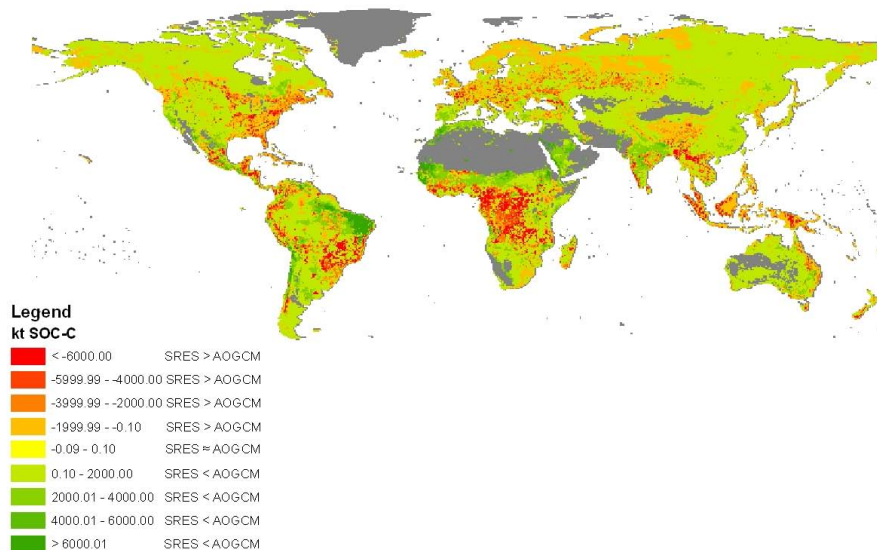 Legend
kt SOC-C
< -6000.00 SRES > AOGCM
-5999.99 - -4000.00 SRES > AOGCM
-3999.99 - -2000.00 SRES > AOGCM
-1999.99 - -0.10 SRES > AOGCM
-0.09 - 0.10 SRES ≈ AOGCM
0.10 - 2000.00 SRES < AOGCM
2000.01 - 4000.00 SRES < AOGCM
4000.01 - 6000.00 SRES < AOGCM
> 6000.01 SRES < AOGCM